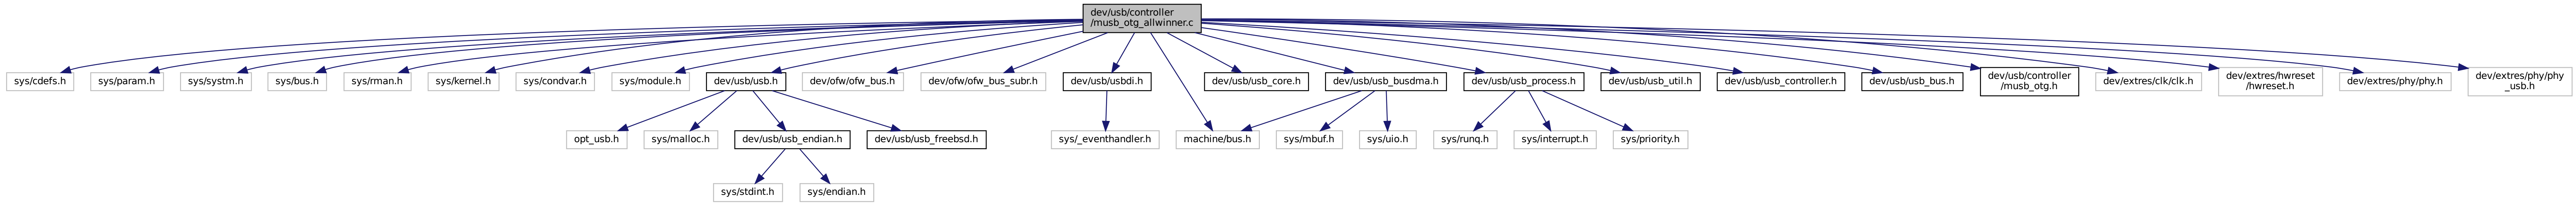 dev/usb/controller
/musb_otg_allwinner.c
sys/cdefs.h
sys/param.h
sys/systm.h
sys/bus.h
sys/rman.h
sys/kernel.h
sys/condvar.h
sys/module.h
dev/usb/usb.h
dev/ofw/ofw_bus.h
dev/ofw/ofw_bus_subr.h
dev/usb/usbdi.h
dev/usb/usb_core.h
dev/usb/usb_busdma.h
dev/usb/usb_process.h
dev/usb/usb_util.h
dev/usb/usb_controller.h
dev/usb/usb_bus.h
dev/usb/controller
/musb_otg.h
dev/extres/clk/clk.h
dev/extres/hwreset
/hwreset.h
dev/extres/phy/phy.h
dev/extres/phy/phy
_usb.h
opt_usb.h
sys/malloc.h
dev/usb/usb_endian.h
dev/usb/usb_freebsd.h
sys/_eventhandler.h
machine/bus.h
sys/mbuf.h
sys/uio.h
sys/runq.h
sys/interrupt.h
sys/priority.h
sys/stdint.h
sys/endian.h